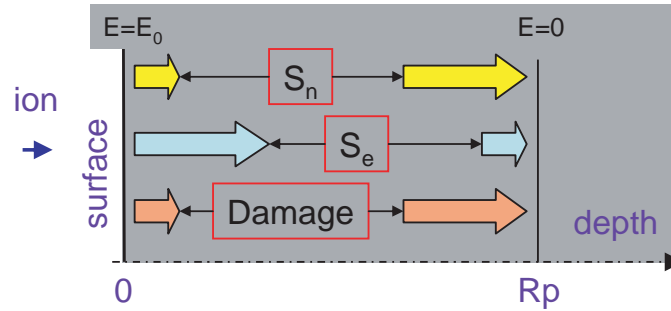 E=E₀
E=0
Sₙ
ion
Sₑ
surface
Damage
depth
0
Rp